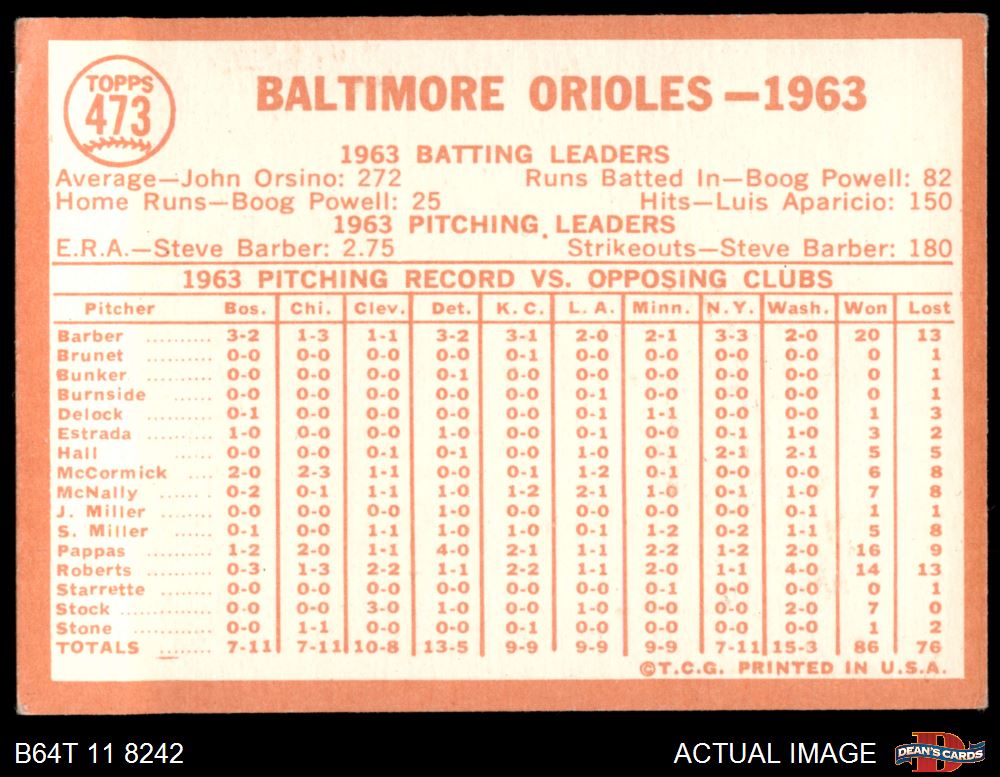 TOPPS
473
BALTIMORE ORIOLES—1963
1963 BATTING LEADERS
Average—John Orsino: 272 Runs Batted In—Boog Powell: 82
Home Runs—Boog Powell: 25 Hits—Luis Aparicio: 150
1963 PITCHING LEADERS
E.R.A.—Steve Barber: 2.75 Strikeouts—Steve Barber: 180
1963 PITCHING RECORD VS. OPPOSING CLUBS
Pitcher Bos. Chi. Clev. Det. K.C. L.A. Minn. N.Y. Wash. Won Lost
Barber .......... 3-2 1-3 1-1 3-2 3-1 2-0 2-1 3-3 2-0 20 13
Brunet .......... 0-0 0-0 0-0 0-0 0-1 0-0 0-0 0-0 0-0 0 1
Bunker .......... 0-0 0-0 0-0 0-1 0-0 0-0 0-0 0-0 0-0 0 1
Burnside .......... 0-0 0-0 0-0 0-0 0-0 0-1 0-0 0-0 0-0 0 1
Delock .......... 0-1 0-0 0-0 0-0 0-0 0-1 1-1 0-0 0-0 1 3
Estrada .......... 1-0 0-0 0-0 1-0 0-0 0-1 0-0 0-1 1-0 3 2
Hall .......... 0-0 0-0 0-1 0-1 0-0 1-0 0-1 2-1 2-1 5 5
McCormick .... 2-0 2-3 1-1 0-0 0-1 1-2 0-1 0-0 0-0 6 8
McNally .......... 0-2 0-1 1-1 1-0 1-2 2-1 1-0 0-1 1-0 7 8
J. Miller .......... 0-0 0-0 0-0 1-0 0-0 0-0 0-0 0-0 0-1 1 1
S. Miller .......... 0-1 0-0 1-1 1-0 1-0 0-1 1-2 0-2 1-1 5 8
Pappas .......... 1-2 2-0 1-1 4-0 2-1 1-1 2-2 1-2 2-0 16 9
Roberts .......... 0-3 1-3 2-2 1-1 2-2 1-1 2-0 1-1 4-0 14 13
Starrette .......... 0-0 0-0 0-0 0-0 0-0 0-0 0-1 0-0 0-0 0 1
Stock .............. 0-0 0-0 3-0 1-0 0-0 1-0 0-0 0-0 2-0 7 0
Stone .............. 0-0 1-1 0-0 0-0 0-1 0-0 0-0 0-0 0-0 1 2
TOTALS 7-11 7-11 10-8 13-5 9-9 9-9 9-9 7-11 15-3 86 76
©T.C.G. PRINTED IN U.S.A.
B64T 11 8242 ACTUAL IMAGE DEAN'S CARDS